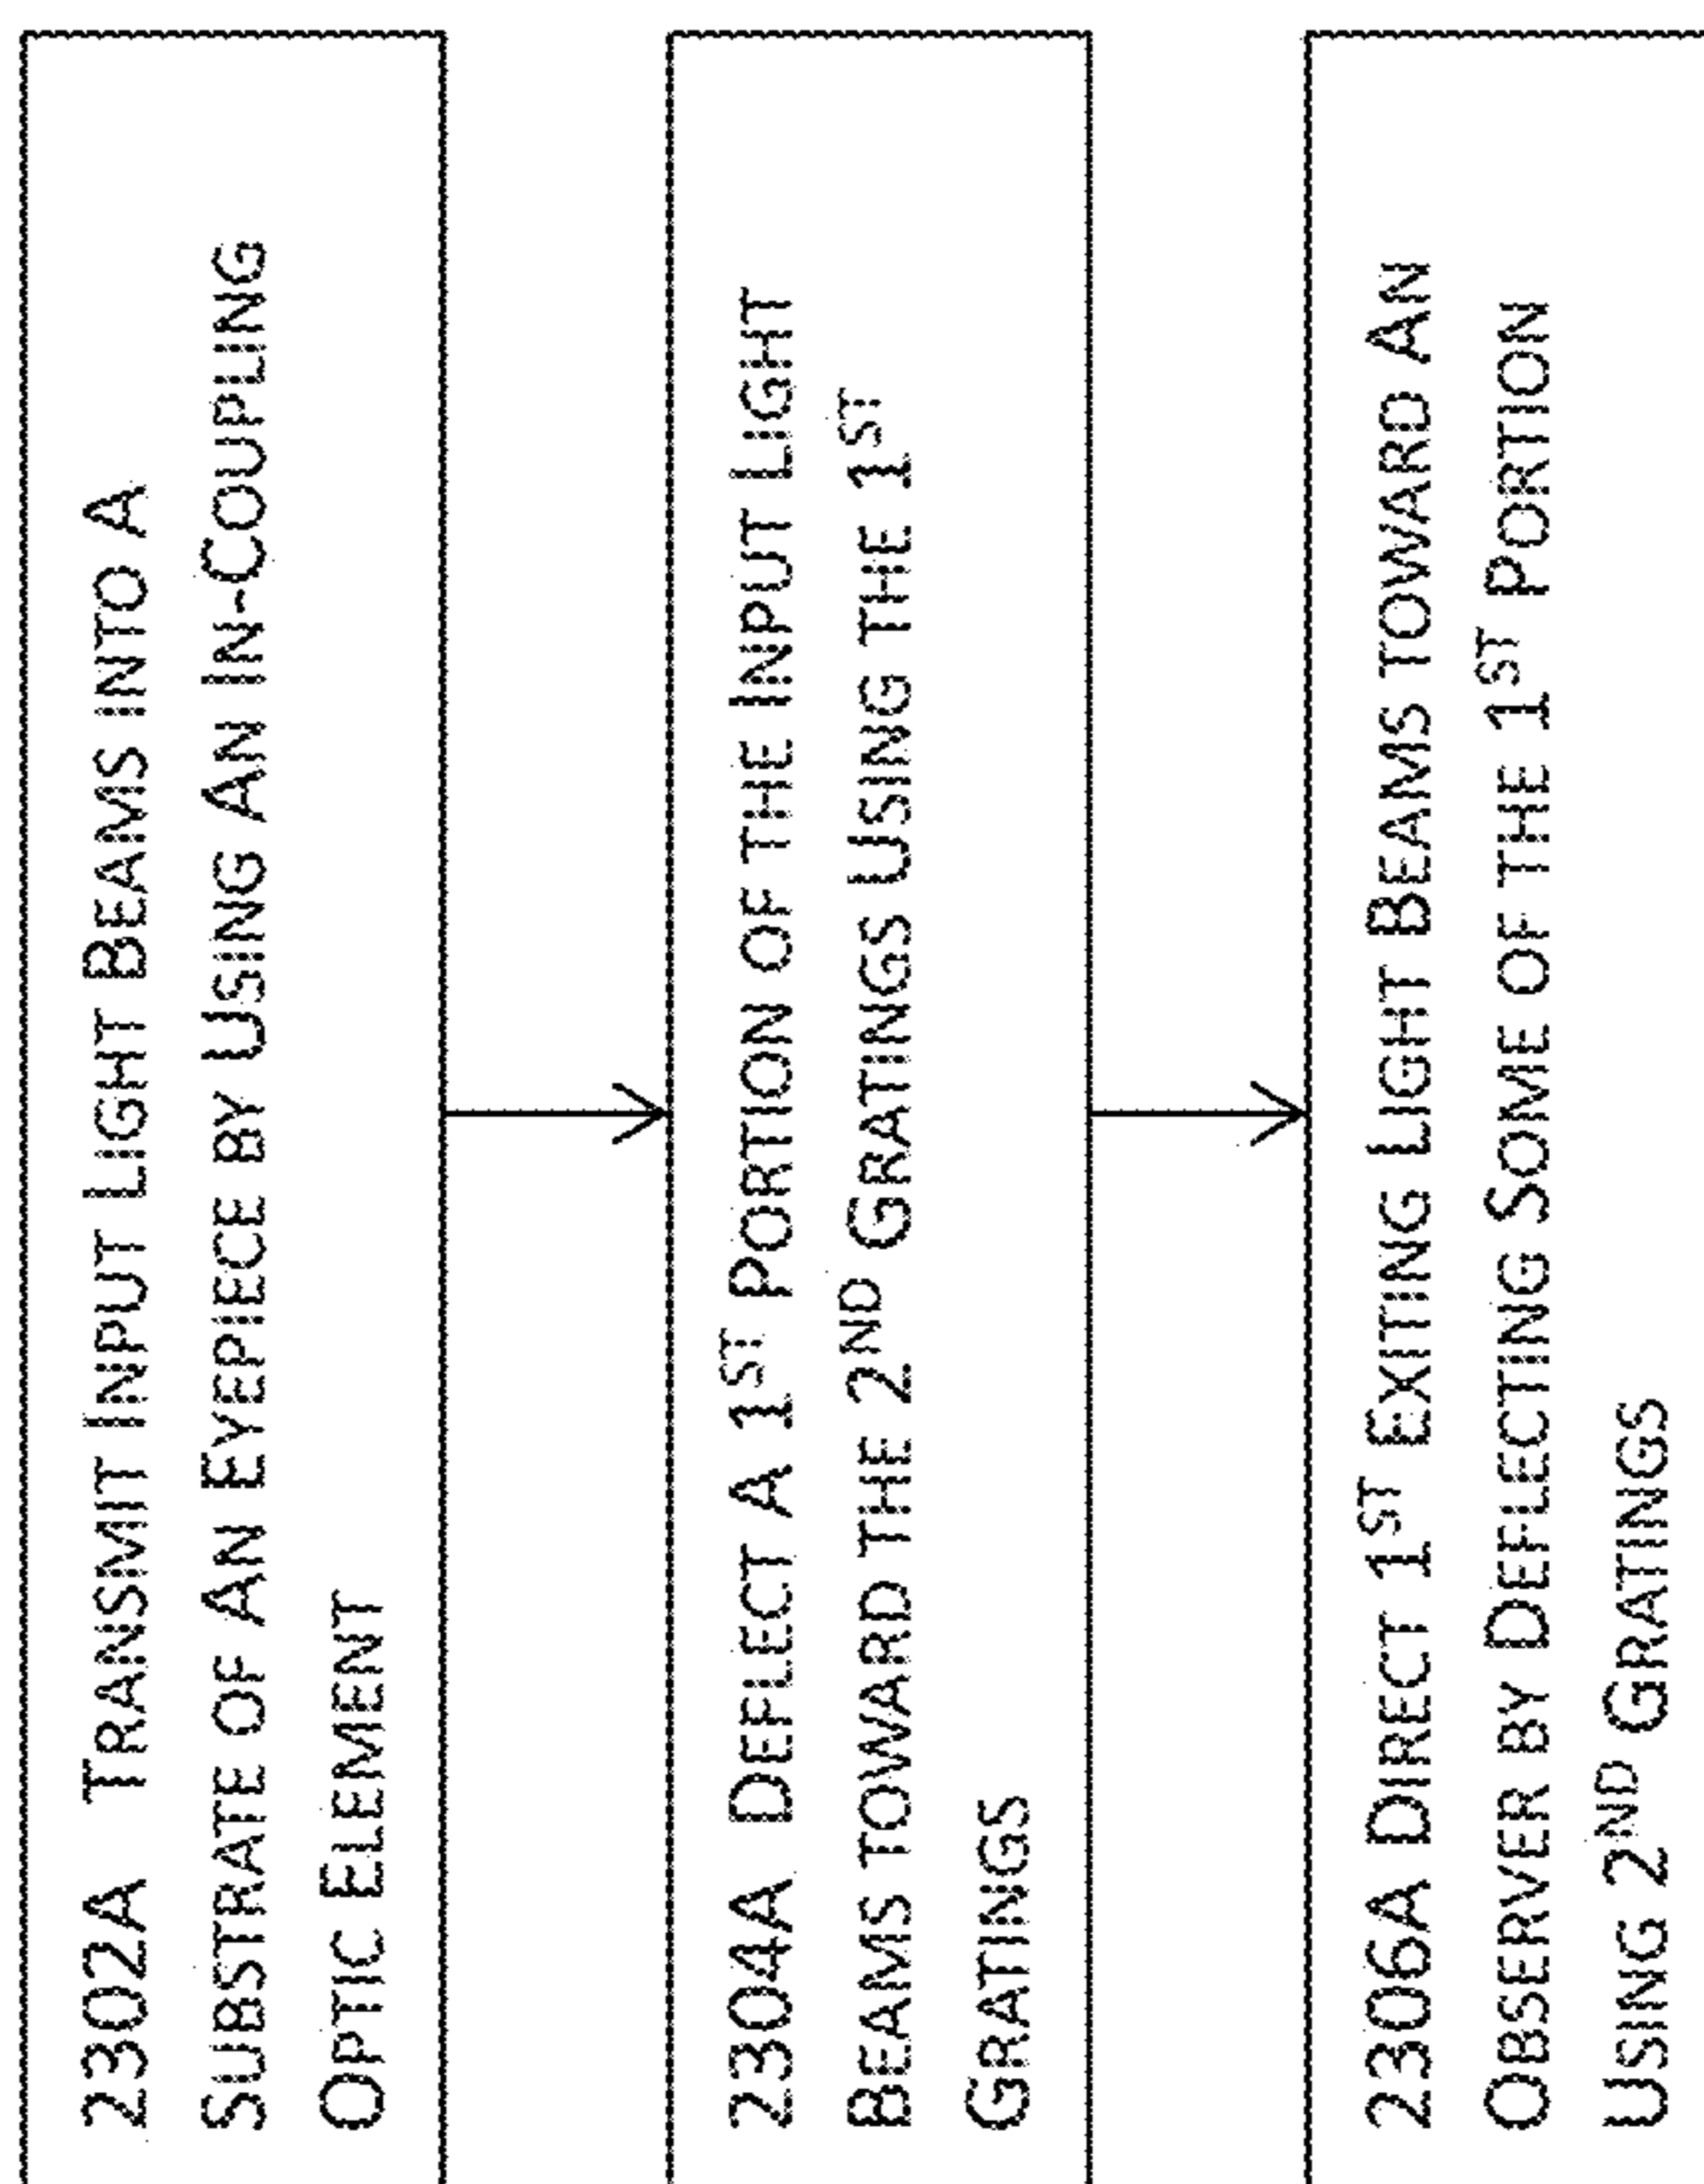 2302A Transmit Input Light Beams into a
Substrate of An Eyepiece by Using An In-Coupling
Optic Element
2304A Deflect A 1st Portion of the Input Light
Beams toward the 2nd Gratings Using the 1st
Gratings
2306A Direct 1st Exiting Light Beams toward An
Observer by Deflecting Some of the 1st Portion
Using 2nd Gratings